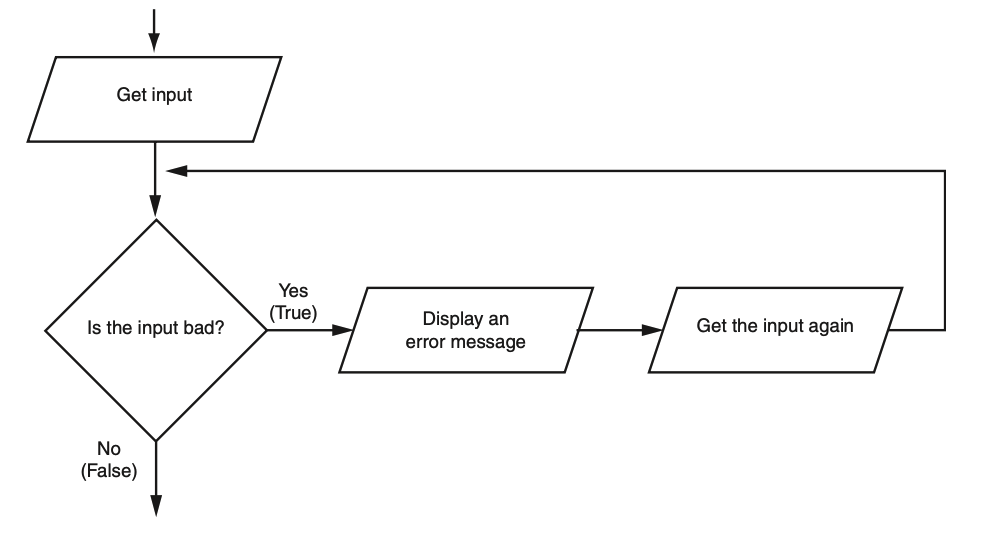 Get input
Is the input bad?
Yes
(True)
Display an
error message
Get the input again
No
(False)